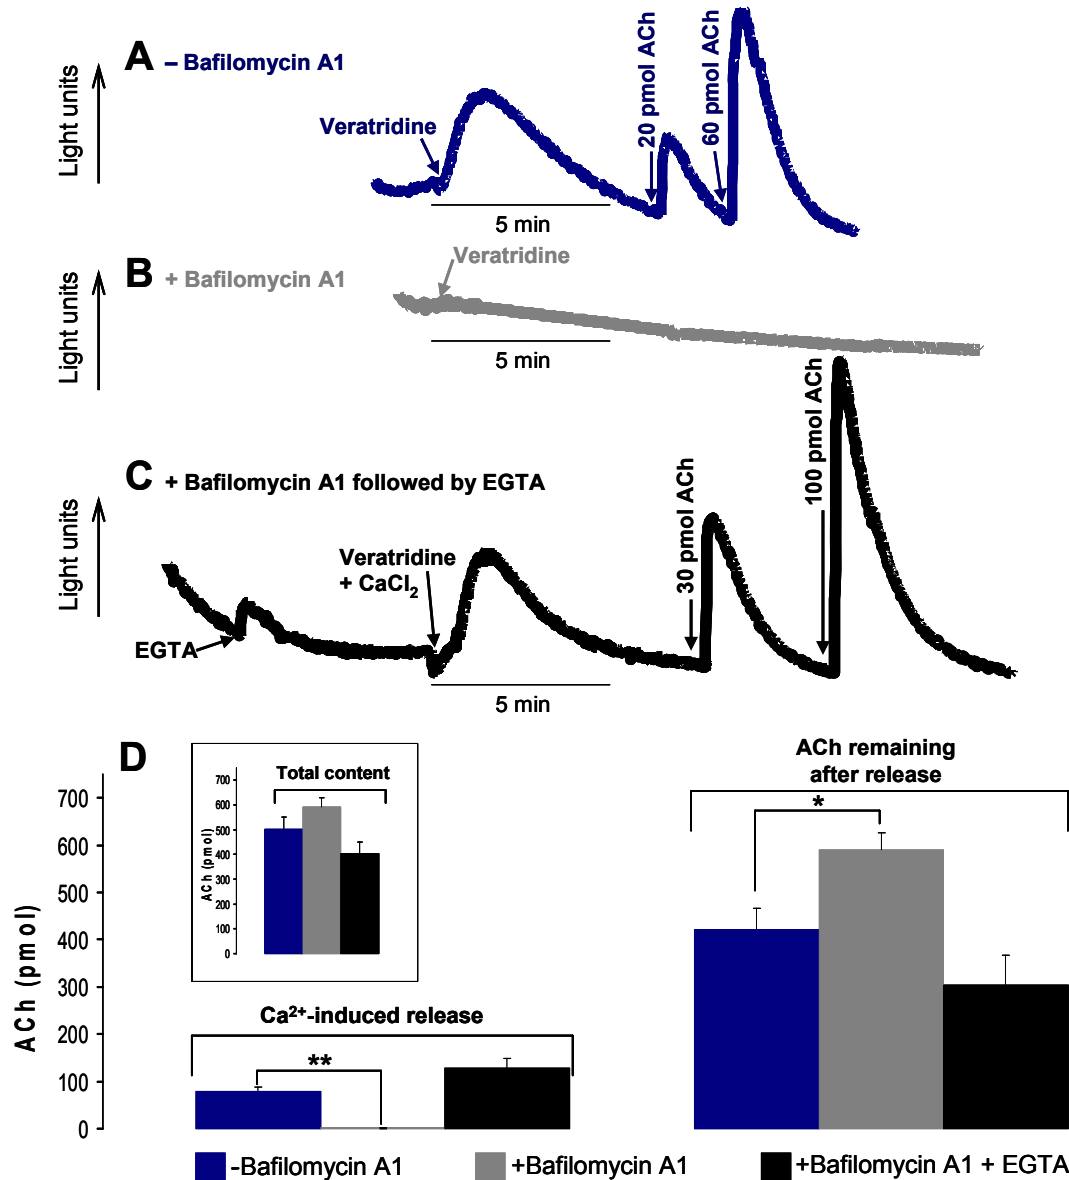 A – Bafilomycin A1
Light units
Veratridine
20 pmol ACh
60 pmol ACh
5 min
B + Bafilomycin A1
Light units
Veratridine
5 min
C + Bafilomycin A1 followed by EGTA
Light units
EGTA
Veratridine
+ CaCl₂
30 pmol ACh
100 pmol ACh
5 min
D
ACh (pmol)
700
600
500
400
300
200
100
0
Total content
ACh (pmol)
700
600
500
400
300
200
100
0
Ca²⁺-induced release
**
ACh remaining
after release
*
-Bafilomycin A1
+Bafilomycin A1
+Bafilomycin A1 + EGTA